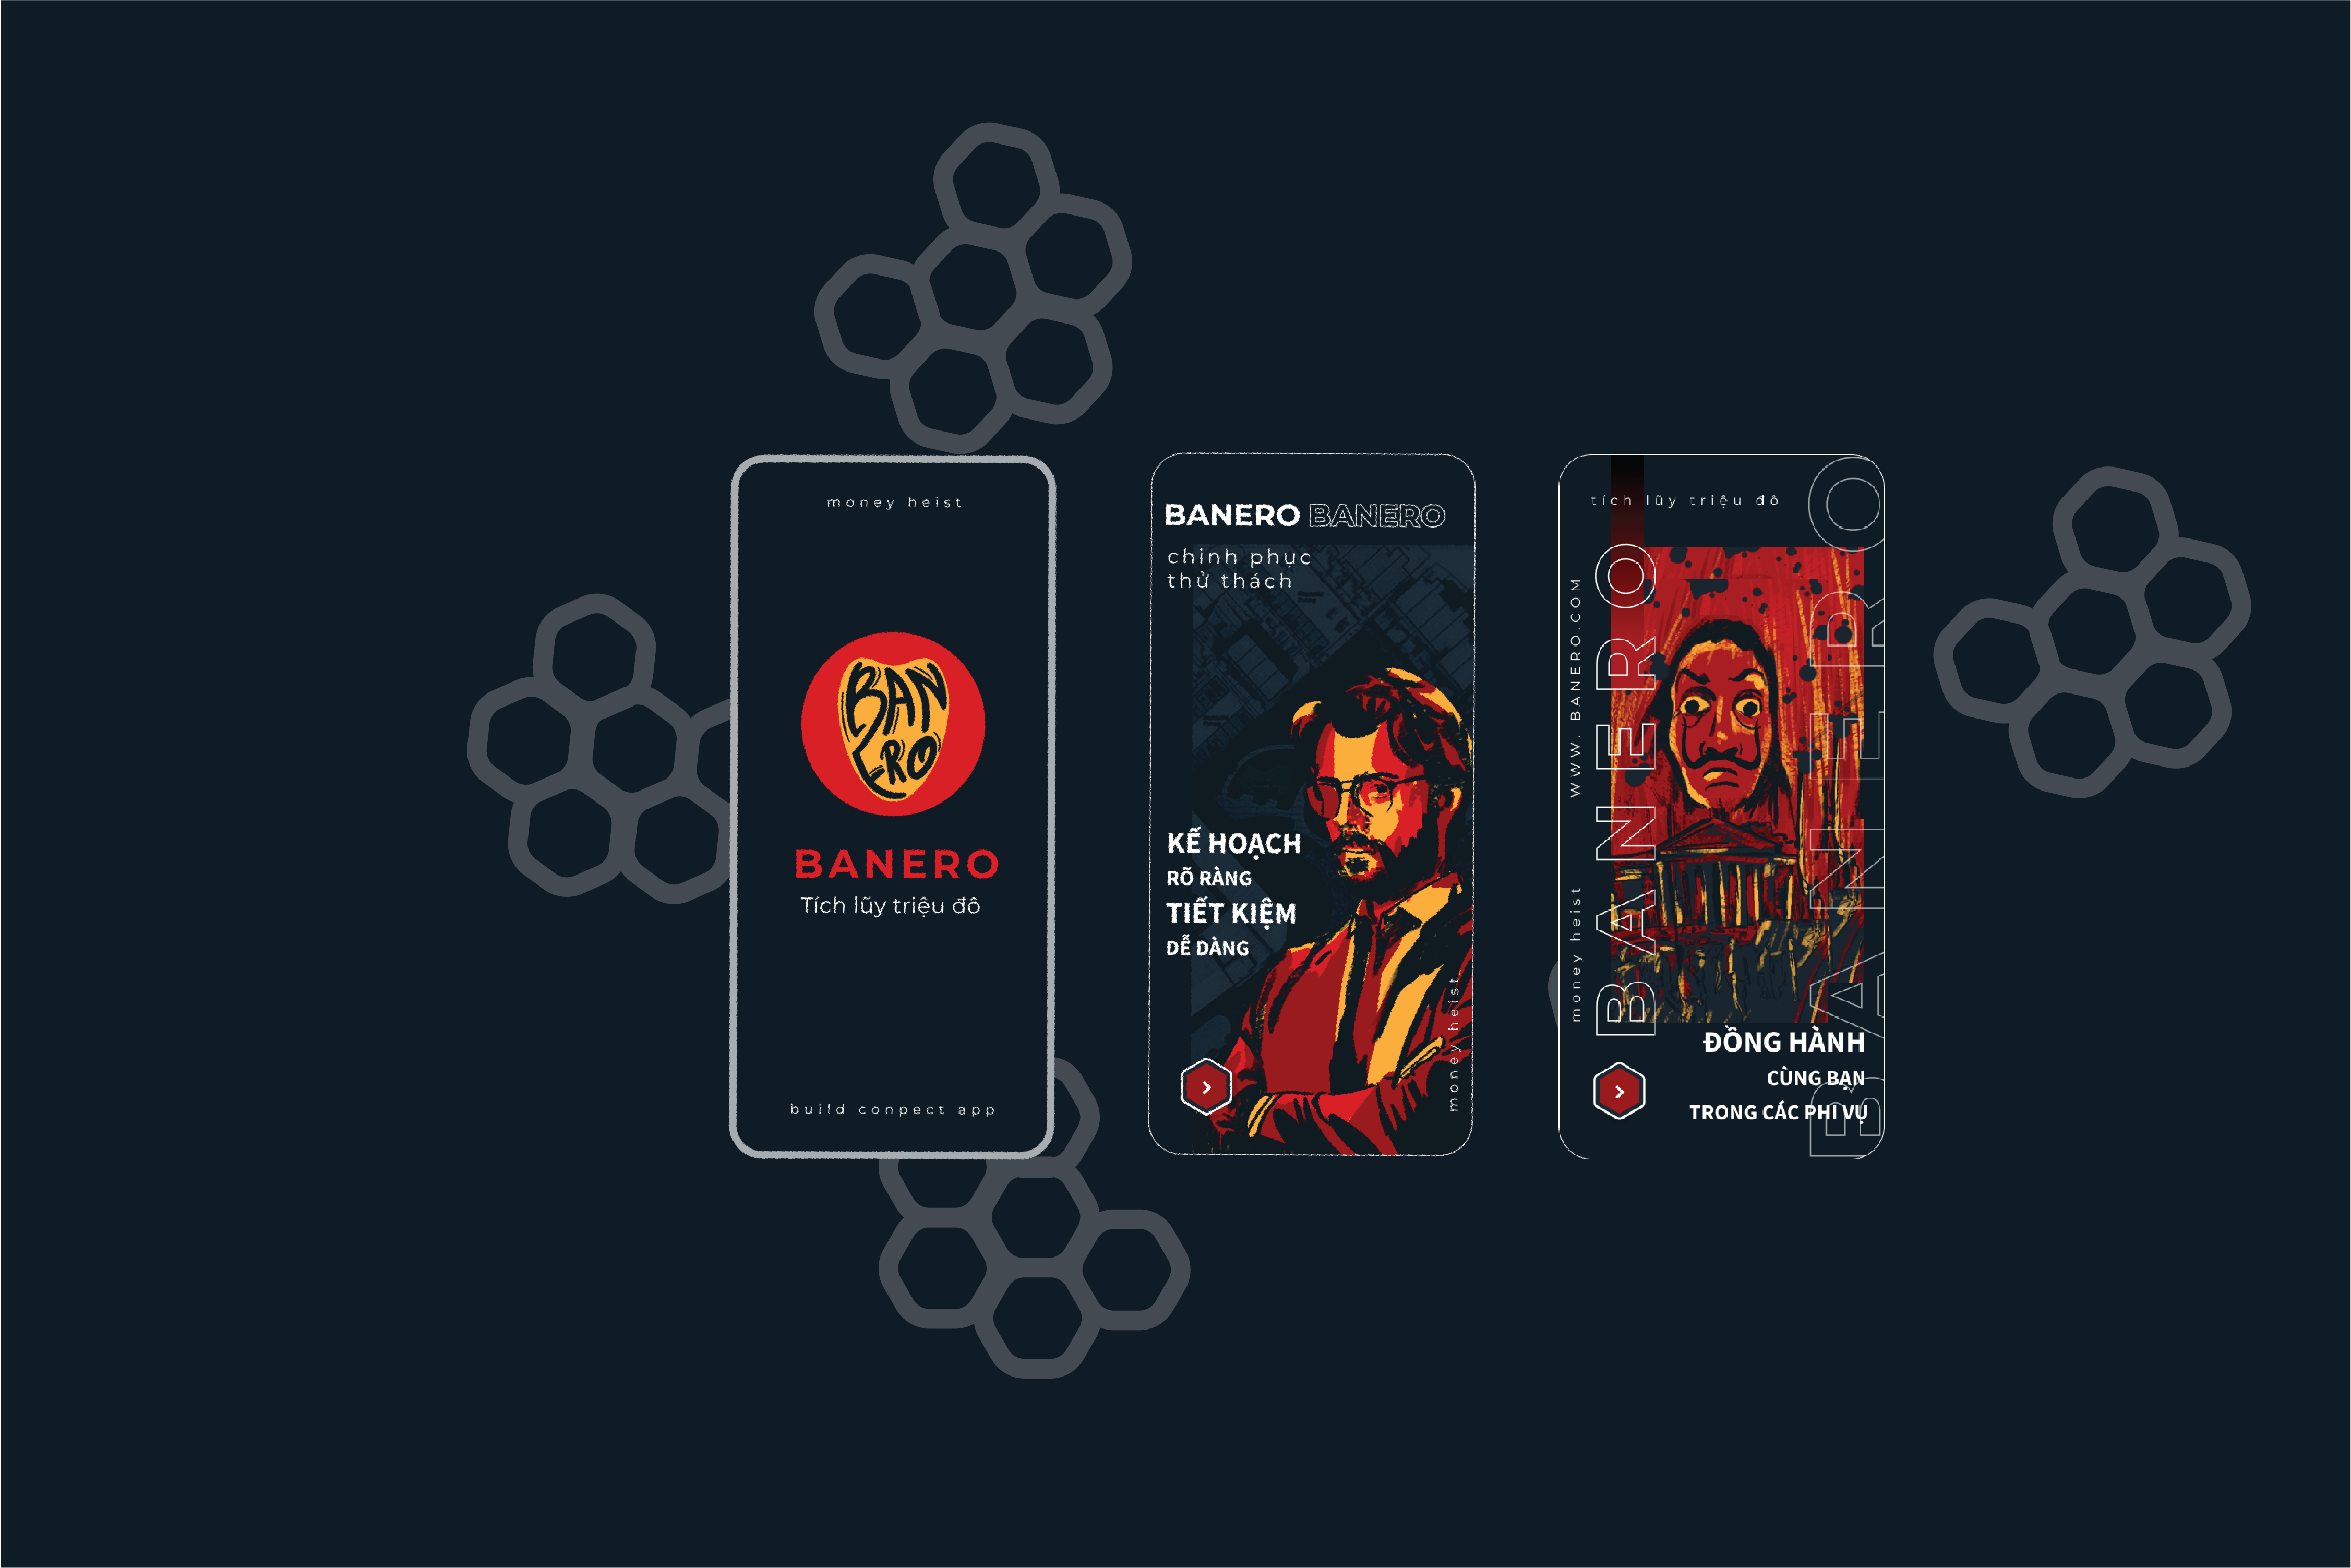 money heist
BAN
ERO
BANERO
Tích lũy triệu đô
build conpect app
BANERO BANERO
chinh phục
thử thách
KẾ HOẠCH
RÕ RÀNG
TIẾT KIỆM
DỄ DÀNG
money heist
tích lũy triệu đô
WWW. BANERO.COM
money heist
BANERO
BANERO
ĐỒNG HÀNH
CÙNG BẠN
TRONG CÁC PHI VỤ